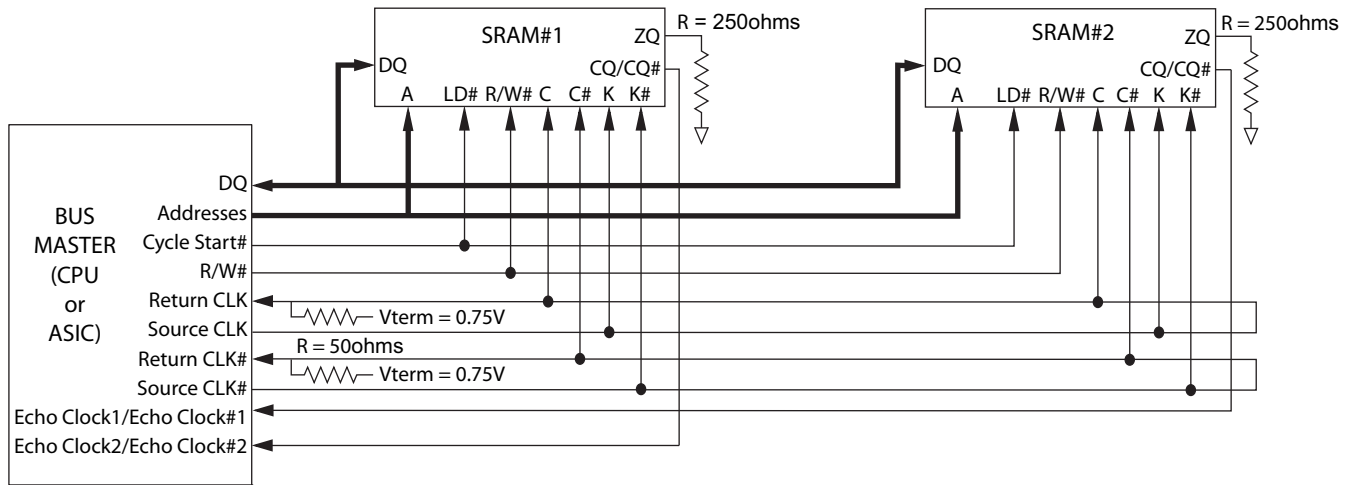 SRAM#1
ZQ
R = 250ohms
DQ
CQ/CQ#
A LD# R/W# C C# K K#
SRAM#2
ZQ
R = 250ohms
DQ
CQ/CQ#
A LD# R/W# C C# K K#
BUS
MASTER
(CPU
or
ASIC)
DQ
Addresses
Cycle Start#
R/W#
Return CLK
Source CLK
Return CLK#
Source CLK#
Echo Clock1/Echo Clock#1
Echo Clock2/Echo Clock#2
Vterm = 0.75V
R = 50ohms
Vterm = 0.75V